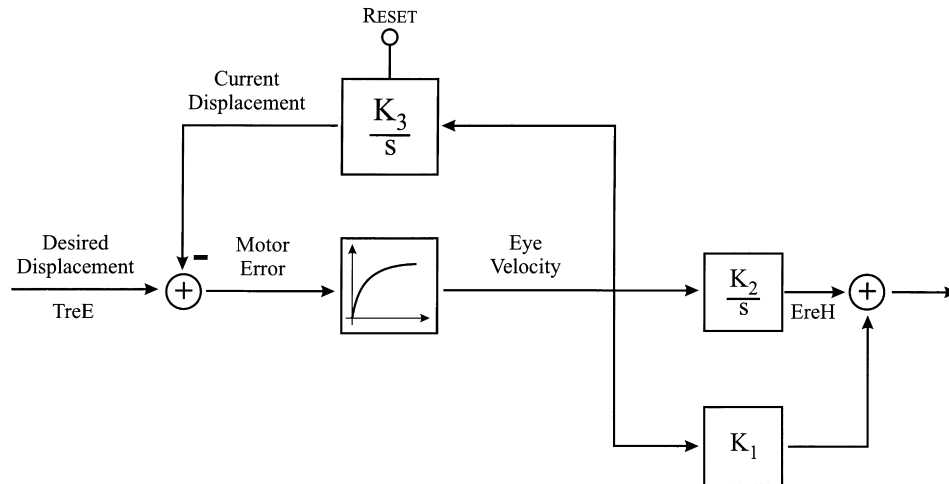 RESET
Current
Displacement
K3
s
Desired
Displacement
TreE
−
+
Motor
Error
Eye
Velocity
K2
s
EreH
+
K1